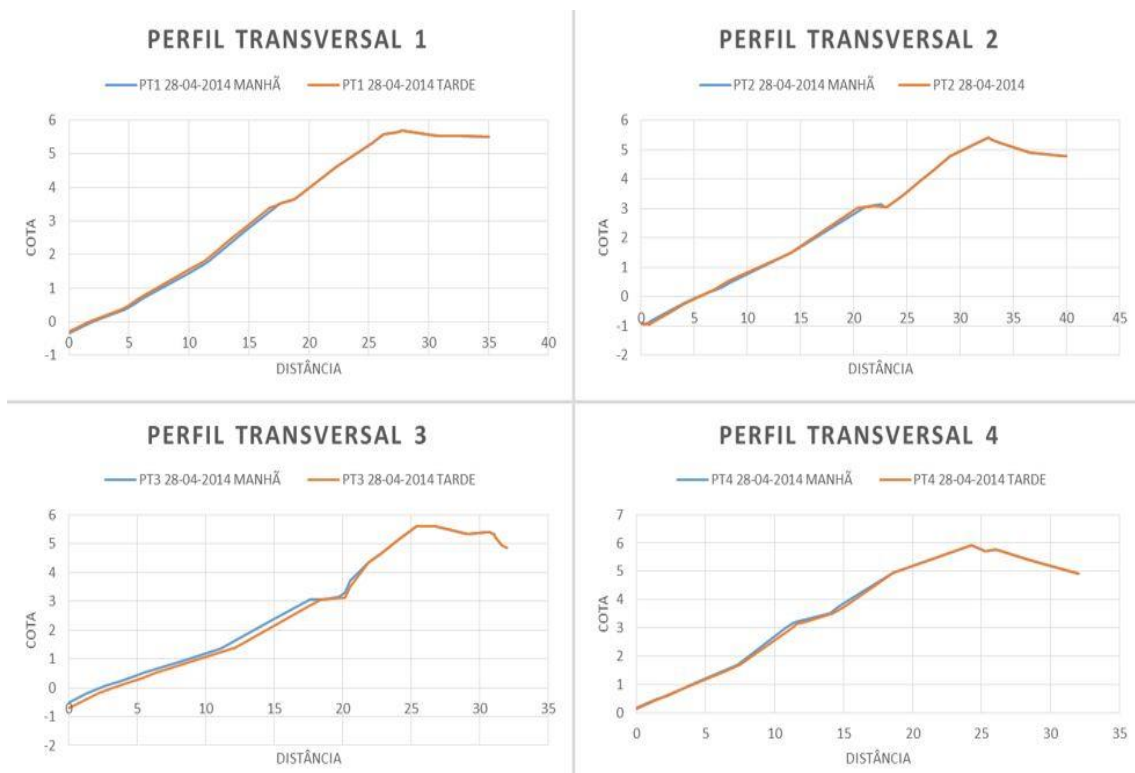 PERFIL TRANSVERSAL 1
PT1 28-04-2014 MANHÃ PT1 28-04-2014 TARDE
6
5
4
3
2
1
0
-1
COTA
0 5 10 15 20 25 30 35 40
DISTÂNCIA
PERFIL TRANSVERSAL 2
PT2 28-04-2014 MANHÃ PT2 28-04-2014
6
5
4
3
2
1
0
-1
-2
COTA
0 5 10 15 20 25 30 35 40 45
DISTÂNCIA
PERFIL TRANSVERSAL 3
PT3 28-04-2014 MANHÃ PT3 28-04-2014 TARDE
6
5
4
3
2
1
0
-1
-2
COTA
0 5 10 15 20 25 30 35
DISTÂNCIA
PERFIL TRANSVERSAL 4
PT4 28-04-2014 MANHÃ PT4 28-04-2014 TARDE
7
6
5
4
3
2
1
0
COTA
0 5 10 15 20 25 30 35
DISTÂNCIA